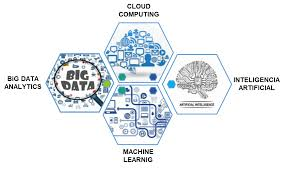 CLOUD
COMPUTING
BIG DATA
ANALYTICS
BIG
DATA
ARTIFICIAL INTELLIGENCE
INTELIGENCIA
ARTIFICIAL
MACHINE
LEARNIG